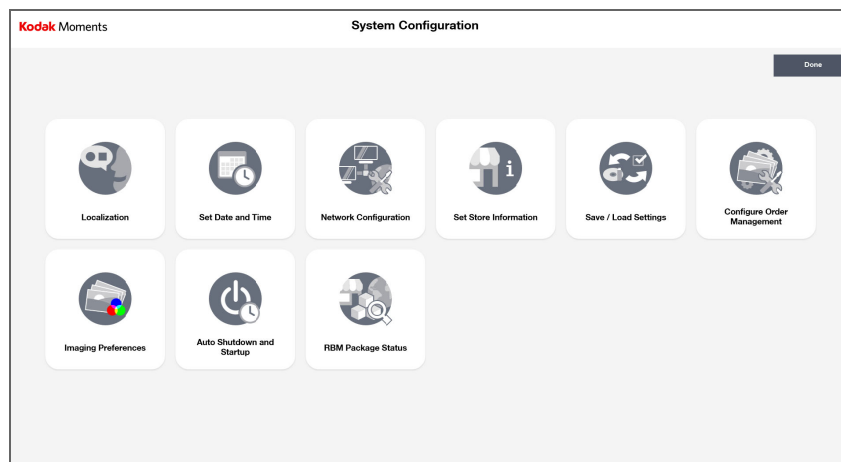 Kodak Moments
System Configuration
Done
Localization
Set Date and Time
Network Configuration
Set Store Information
i
Save / Load Settings
Configure Order
Management
Imaging Preferences
Auto Shutdown and
Startup
RBM Package Status